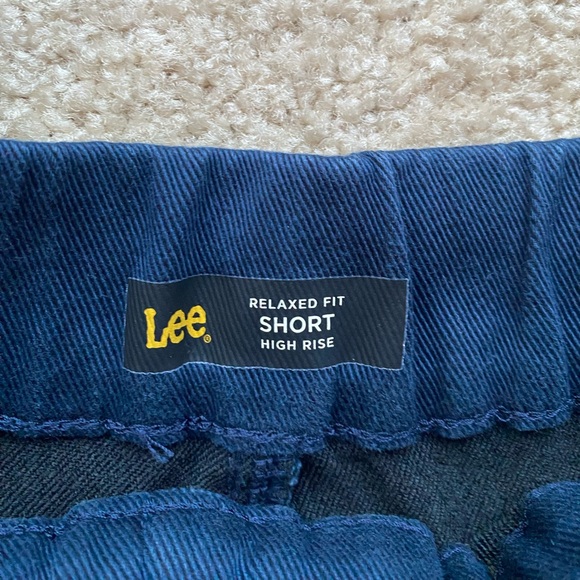 Lee®
RELAXED FIT
SHORT
HIGH RISE